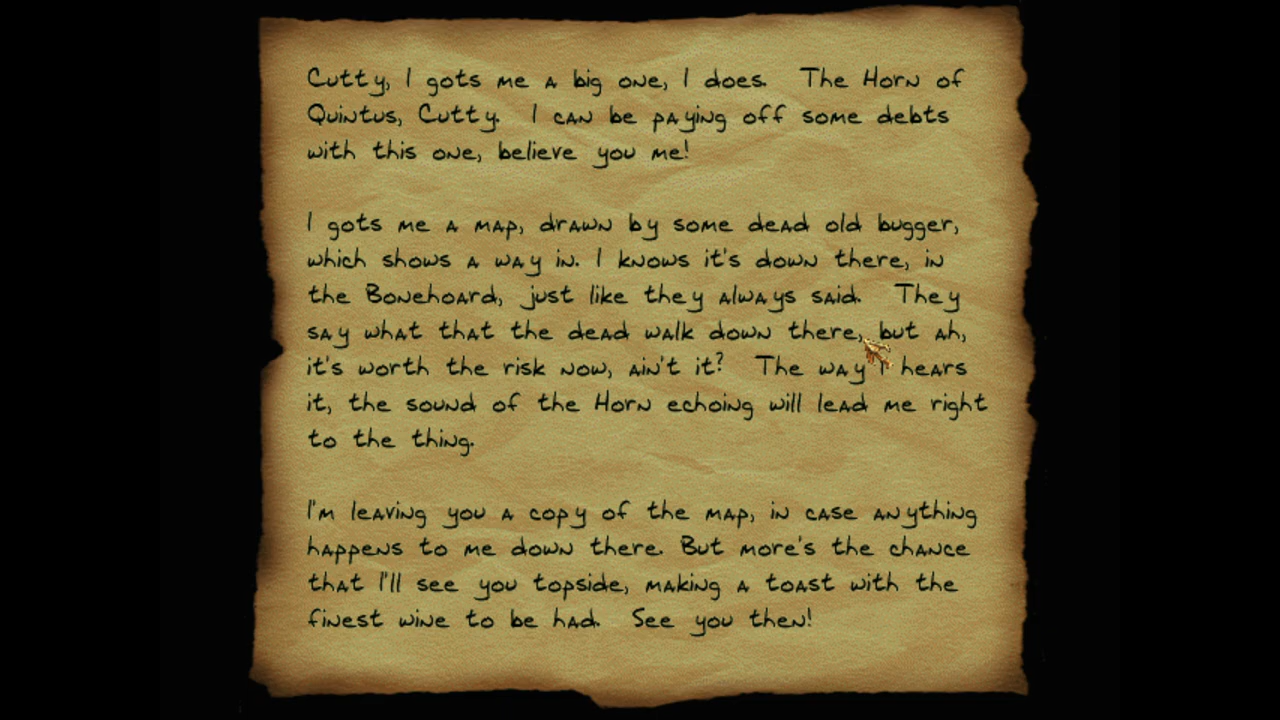 Cutty, I gots me a big one, I does. The Horn of
Quintus, Cutty. I can be paying off some debts
with this one, believe you me!
I gots me a map, drawn by some dead old bugger,
which shows a way in. I knows it's down there, in
the Bonehoard, just like they always said. They
say what that the dead walk down there, but ah,
it's worth the risk now, ain't it? The way I hears
it, the sound of the Horn echoing will lead me right
to the thing.
I'm leaving you a copy of the map, in case anything
happens to me down there. But more's the chance
that I'll see you topside, making a toast with the
finest wine to be had. See you then!